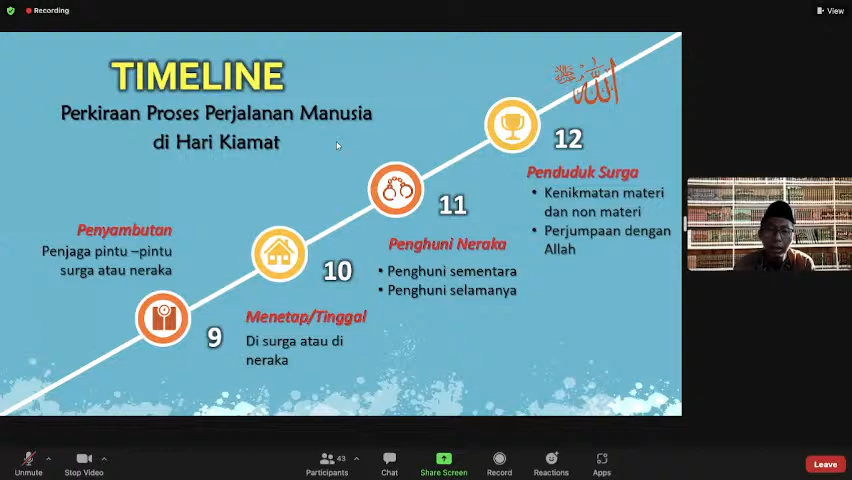 Recording
View
TIMELINE
Perkiraan Proses Perjalanan Manusia
di Hari Kiamat
الله
12
Penduduk Surga
• Kenikmatan materi
dan non materi
• Perjumpaan dengan
Allah
11
Penghuni Neraka
• Penghuni sementara
• Penghuni selamanya
Penyambutan
Penjaga pintu –pintu
surga atau neraka
10
Menetap/Tinggal
Di surga atau di
neraka
9
Unmute
Stop Video
43
Participants
Chat
Share Screen
Record
Reactions
Apps
Leave